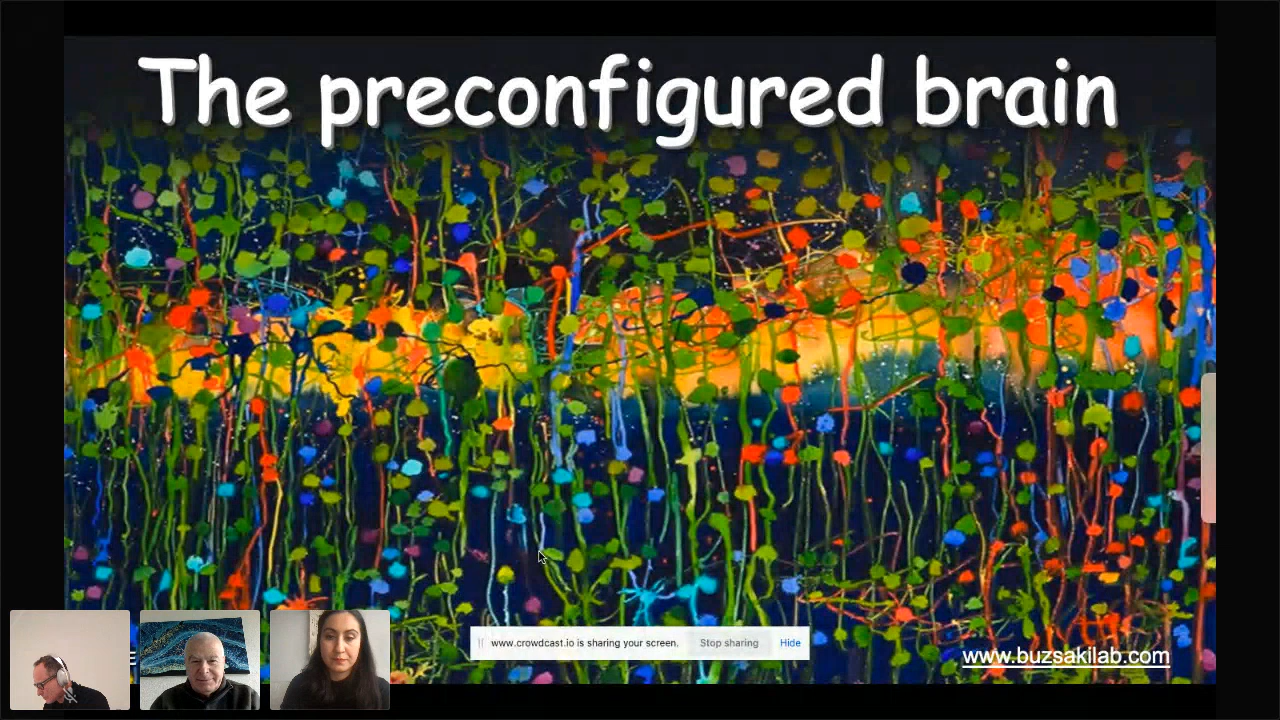 The preconfigured brain
www.crowdcast.io is sharing your screen. Stop sharing Hide
www.buzsakilab.com